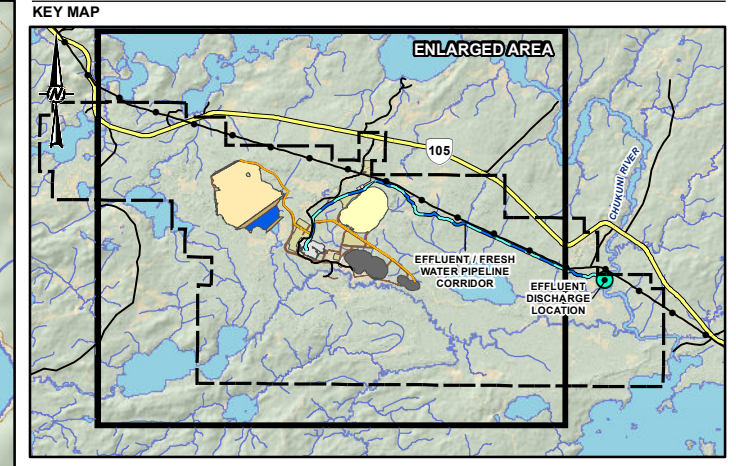 KEY MAP
ENLARGED AREA
N
105
CHUKUNI RIVER
EFFLUENT / FRESH
WATER PIPELINE
CORRIDOR
EFFLUENT
DISCHARGE
LOCATION